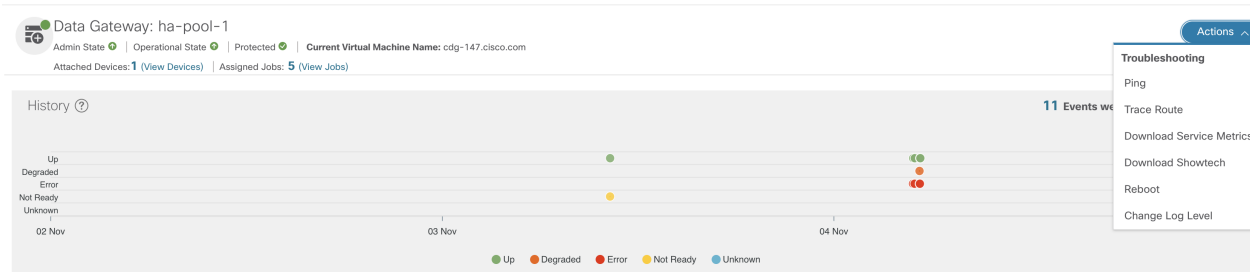 Data Gateway: ha-pool-1
Actions
Admin State | Operational State | Protected | Current Virtual Machine Name: cdg-147.cisco.com
Attached Devices: 1 (View Devices) | Assigned Jobs: 5 (View Jobs)
Troubleshooting
Ping
Trace Route
Download Service Metrics
Download Showtech
Reboot
Change Log Level
History ?
11 Events we
Up
Degraded
Error
Not Ready
Unknown
02 Nov 03 Nov 04 Nov
Up Degraded Error Not Ready Unknown